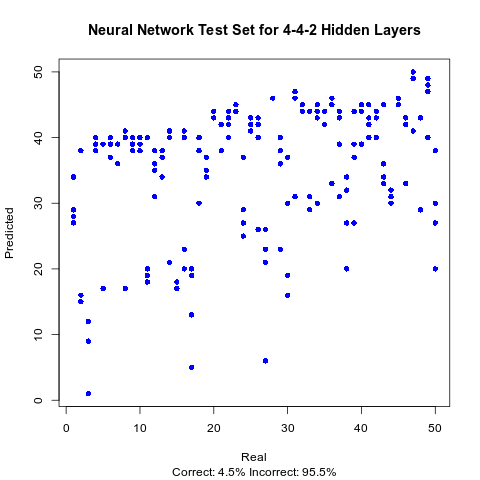 Neural Network Test Set for 4-4-2 Hidden Layers
50
40
30
20
10
0
Predicted
0 10 20 30 40 50
Real
Correct: 4.5% Incorrect: 95.5%